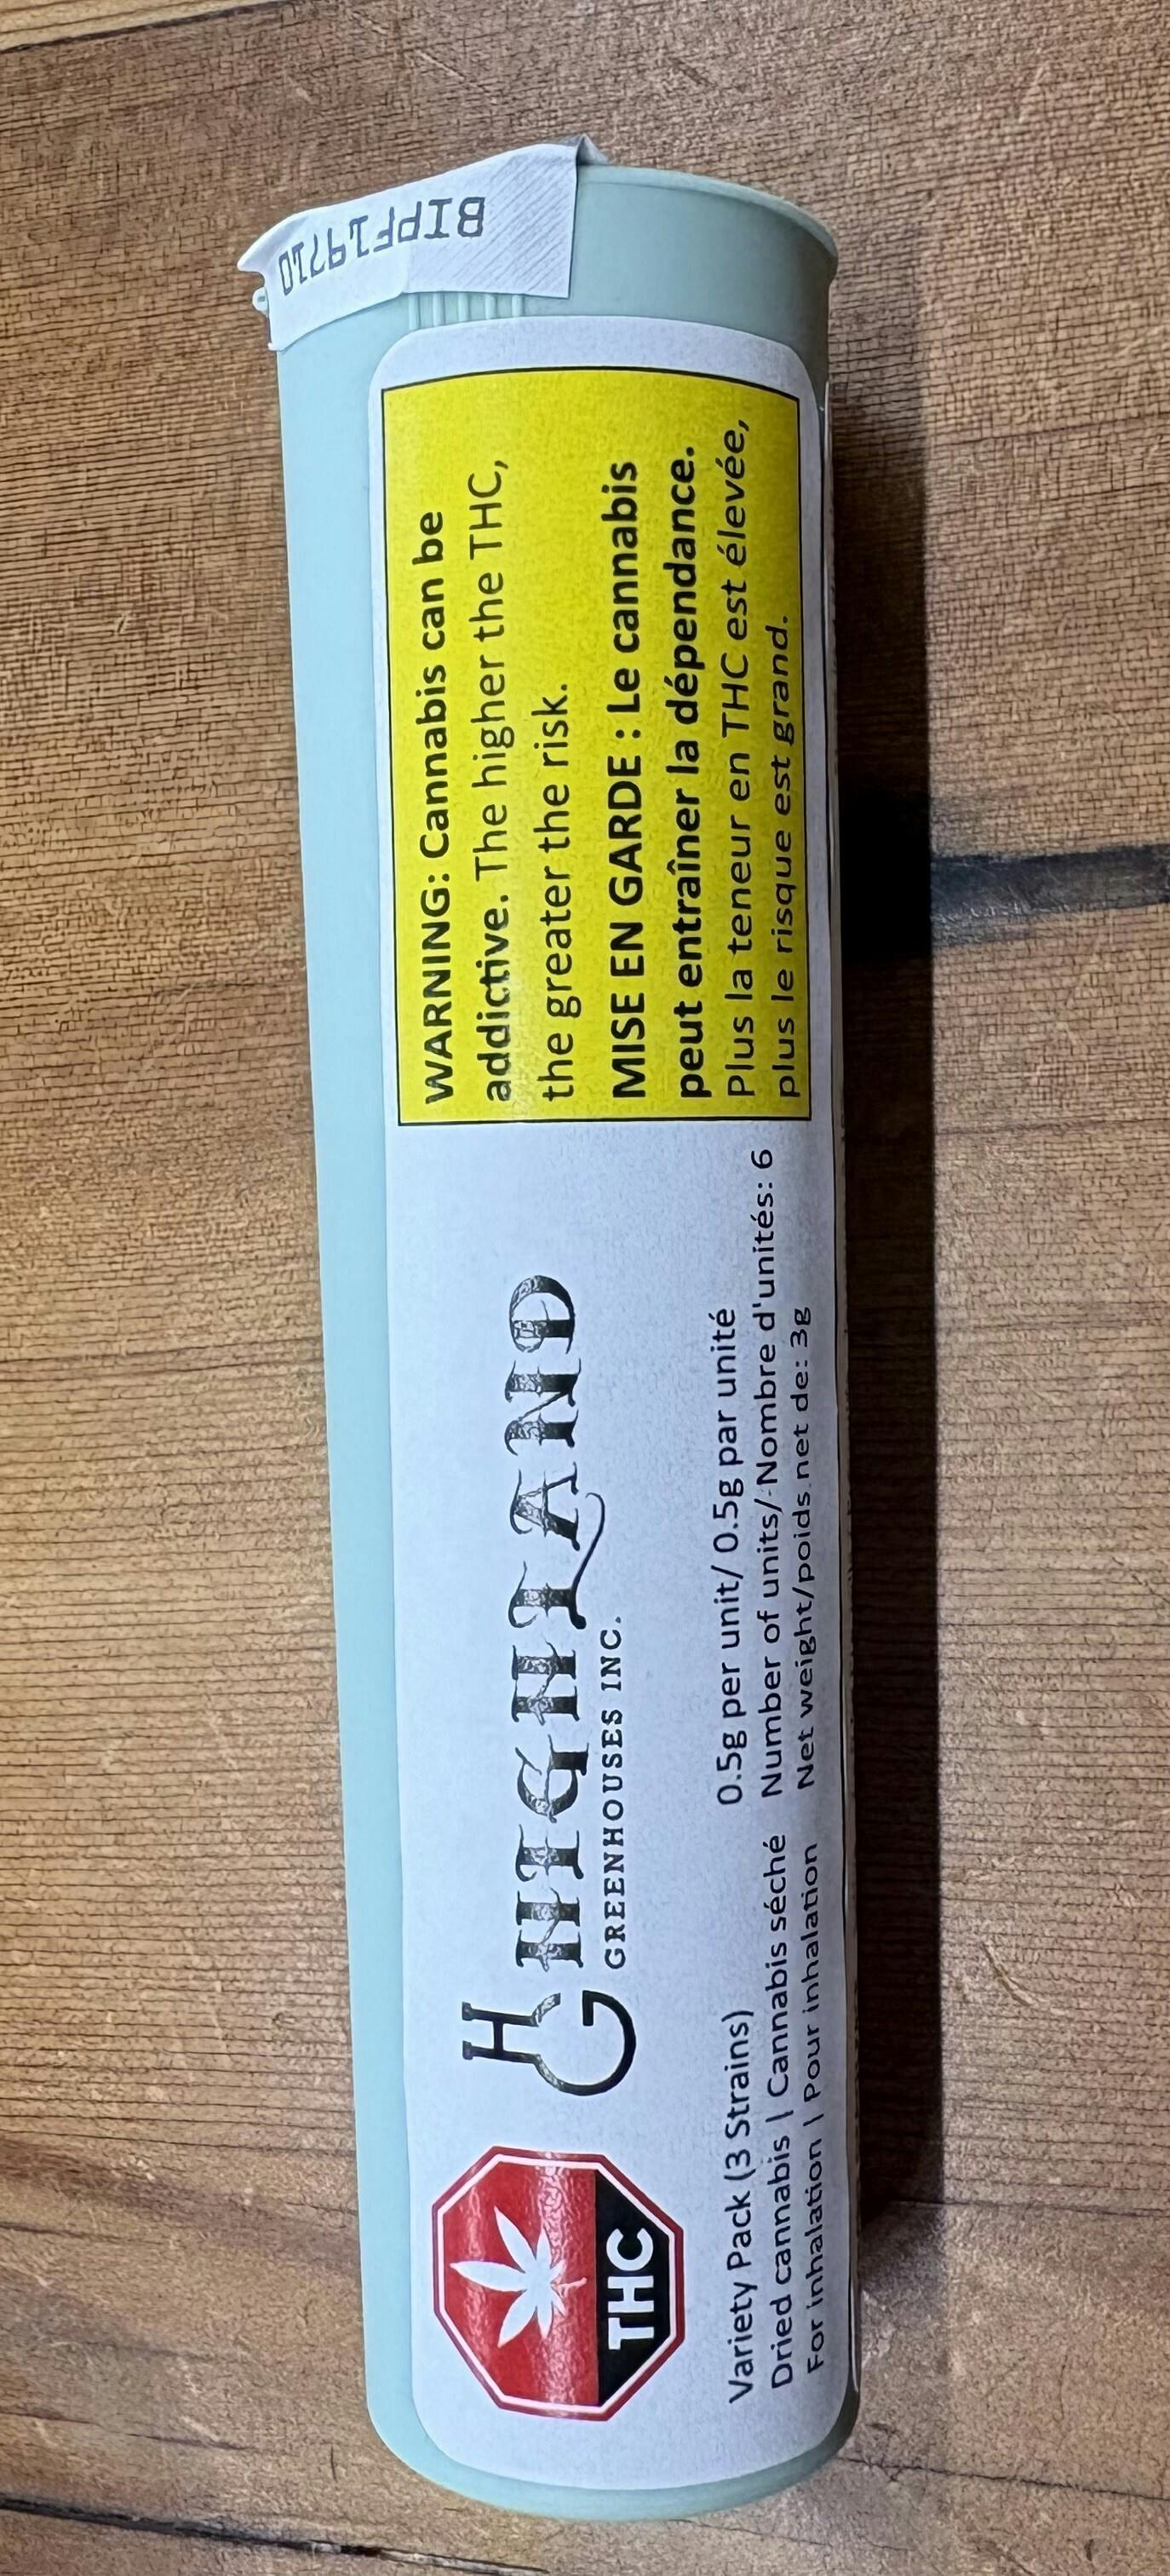 BIPF19710
WARNING: Cannabis can be
addictive. The higher the THC,
the greater the risk.
MISE EN GARDE : Le cannabis
peut entraîner la dépendance.
Plus la teneur en THC est élevée,
plus le risque est grand.
HG
HIGHLAND
GREENHOUSES INC.
THC
Variety Pack (3 Strains)
Dried cannabis | Cannabis séché
For inhalation | Pour inhalation
0.5g per unit/ 0.5g par unité
Number of units/ Nombre d'unités: 6
Net weight/poids net de: 3g